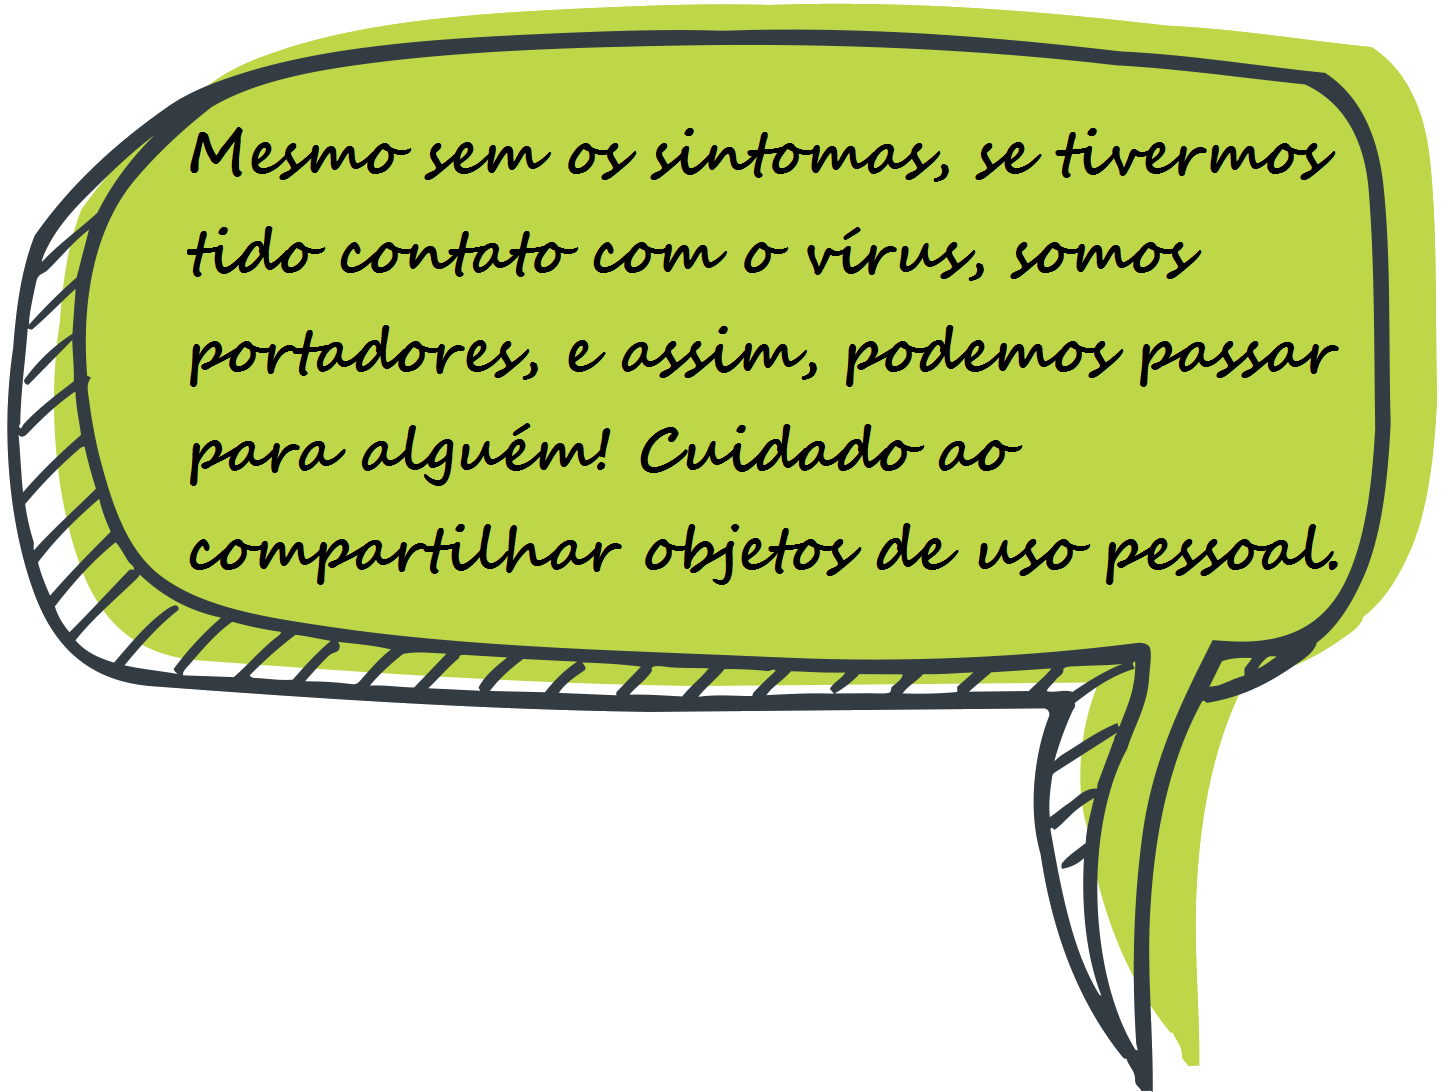 Mesmo sem os sintomas, se tivermos
tido contato com o vírus, somos
portadores, e assim, podemos passar
para alguém! Cuidado ao
compartilhar objetos de uso pessoal.